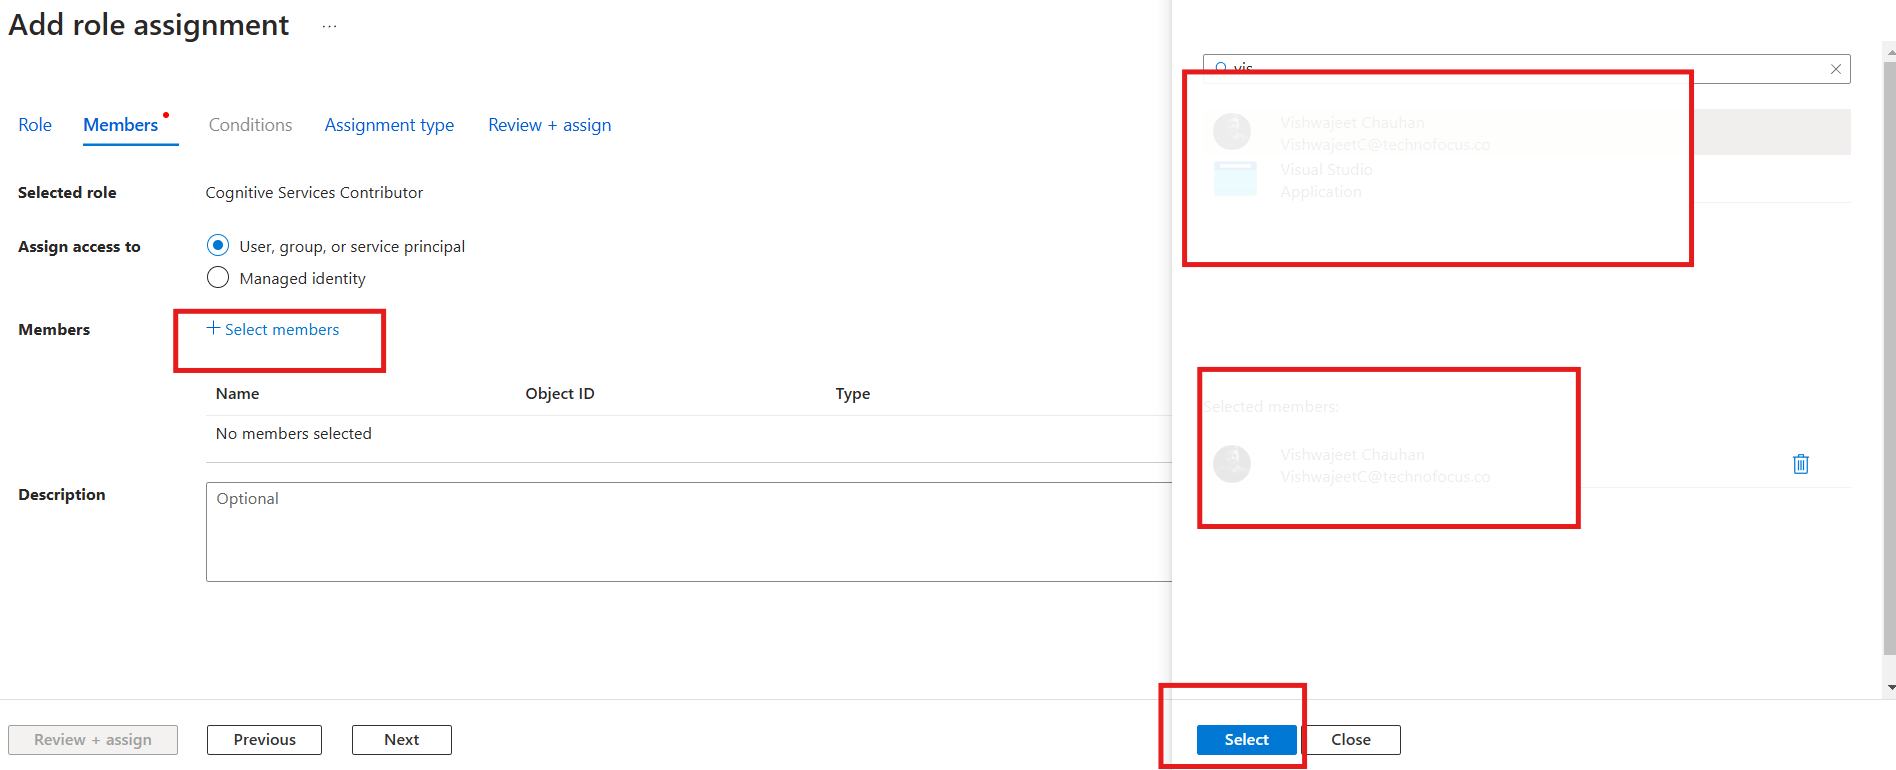 Add role assignment ...
Role Members Conditions Assignment type Review + assign
Selected role Cognitive Services Contributor
Assign access to User, group, or service principal
Managed identity
Members + Select members
Name Object ID Type
No members selected
Description Optional
Review + assign Previous Next
vis
Vishwajeet Chauhan
VishwajeetC@technofocus.co
Visual Studio
Application
Selected members:
Vishwajeet Chauhan
VishwajeetC@technofocus.co
Select Close